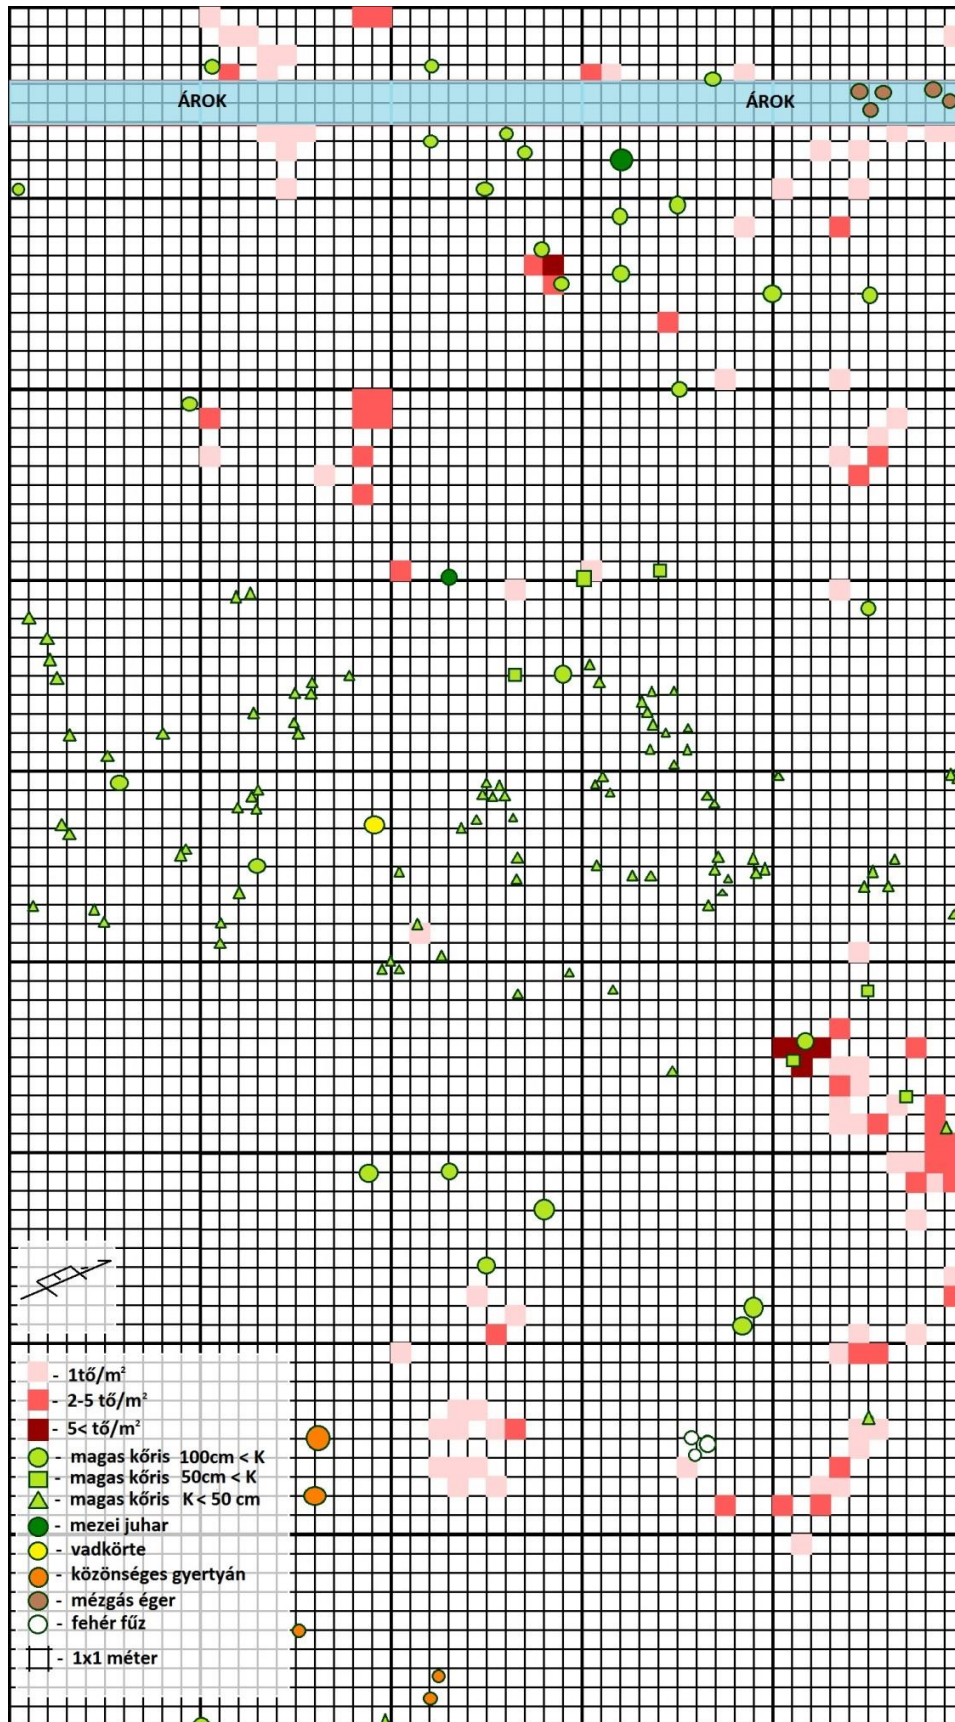 ÁROK
ÁROK
- 1tő/m²
- 2-5 tő/m²
- 5< tő/m²
- magas kőris 100cm < K
- magas kőris 50cm < K
- magas kőris K < 50 cm
- mezei juhar
- vadkörte
- közönséges gyertyán
- mézgás éger
- fehér fűz
- 1x1 méter